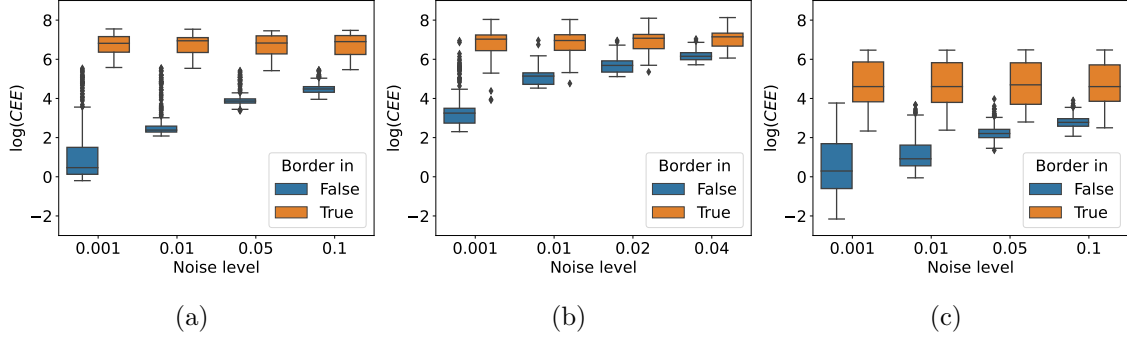 log(CEE)
8
6
4
2
0
−2
Border in
False
True
0.001 0.01 0.05 0.1
Noise level
(a)
log(CEE)
8
6
4
2
0
−2
Border in
False
True
0.001 0.01 0.02 0.04
Noise level
(b)
log(CEE)
8
6
4
2
0
−2
Border in
False
True
0.001 0.01 0.05 0.1
Noise level
(c)